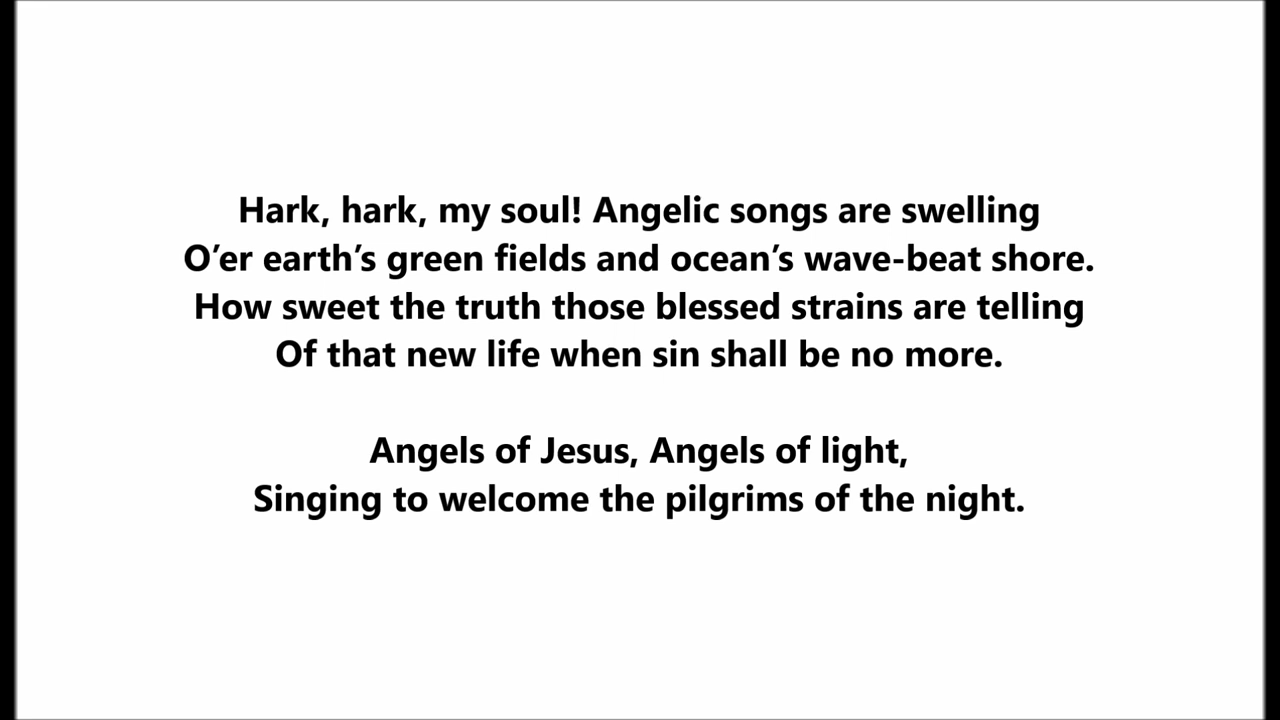 Hark, hark, my soul! Angelic songs are swelling
O’er earth’s green fields and ocean’s wave-beat shore.
How sweet the truth those blessed strains are telling
Of that new life when sin shall be no more.
Angels of Jesus, Angels of light,
Singing to welcome the pilgrims of the night.